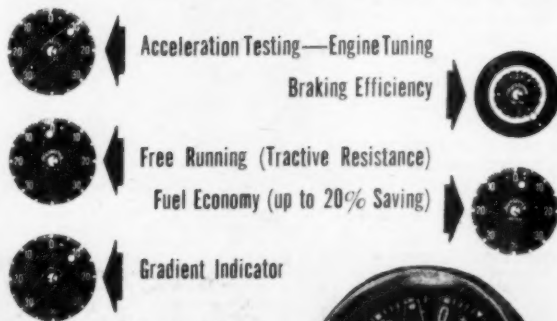 Acceleration Testing—Engine Tuning
Braking Efficiency
Free Running (Tractive Resistance)
Fuel Economy (up to 20% Saving)
Gradient Indicator